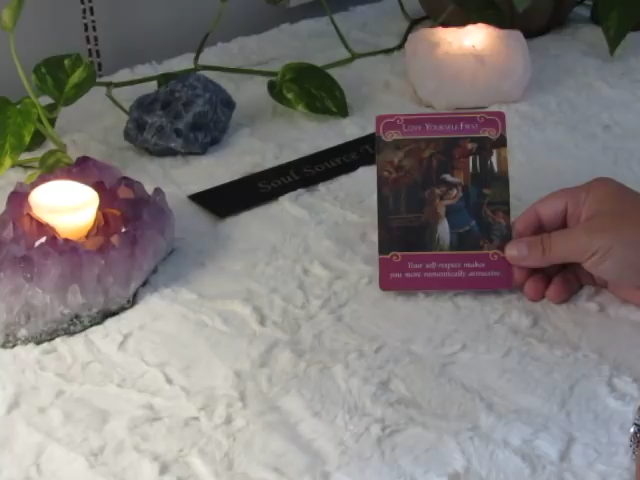 Soul Source T
Love Yourself First
Your self-respect makes
you more romantically attractive.